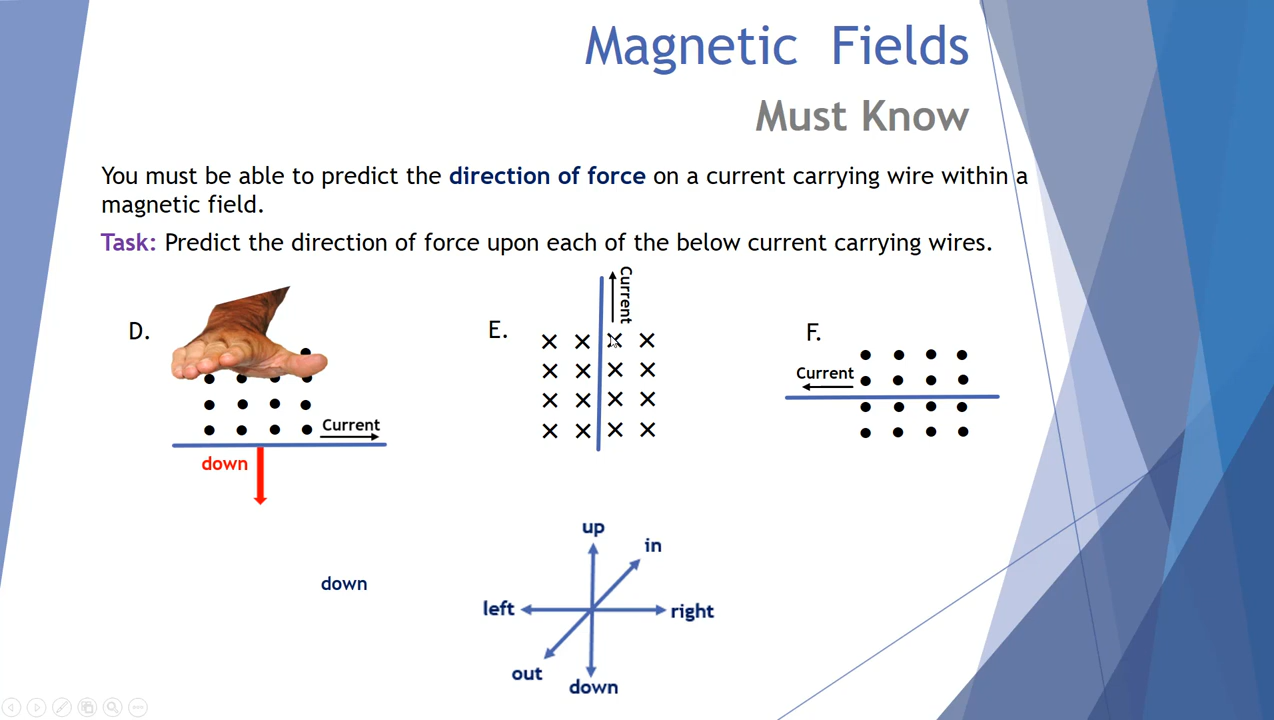 Magnetic Fields
Must Know
You must be able to predict the direction of force on a current carrying wire within a
magnetic field.
Task: Predict the direction of force upon each of the below current carrying wires.
D.
Current
down
down
E.
Current
F.
Current
up
in
left
right
out
down